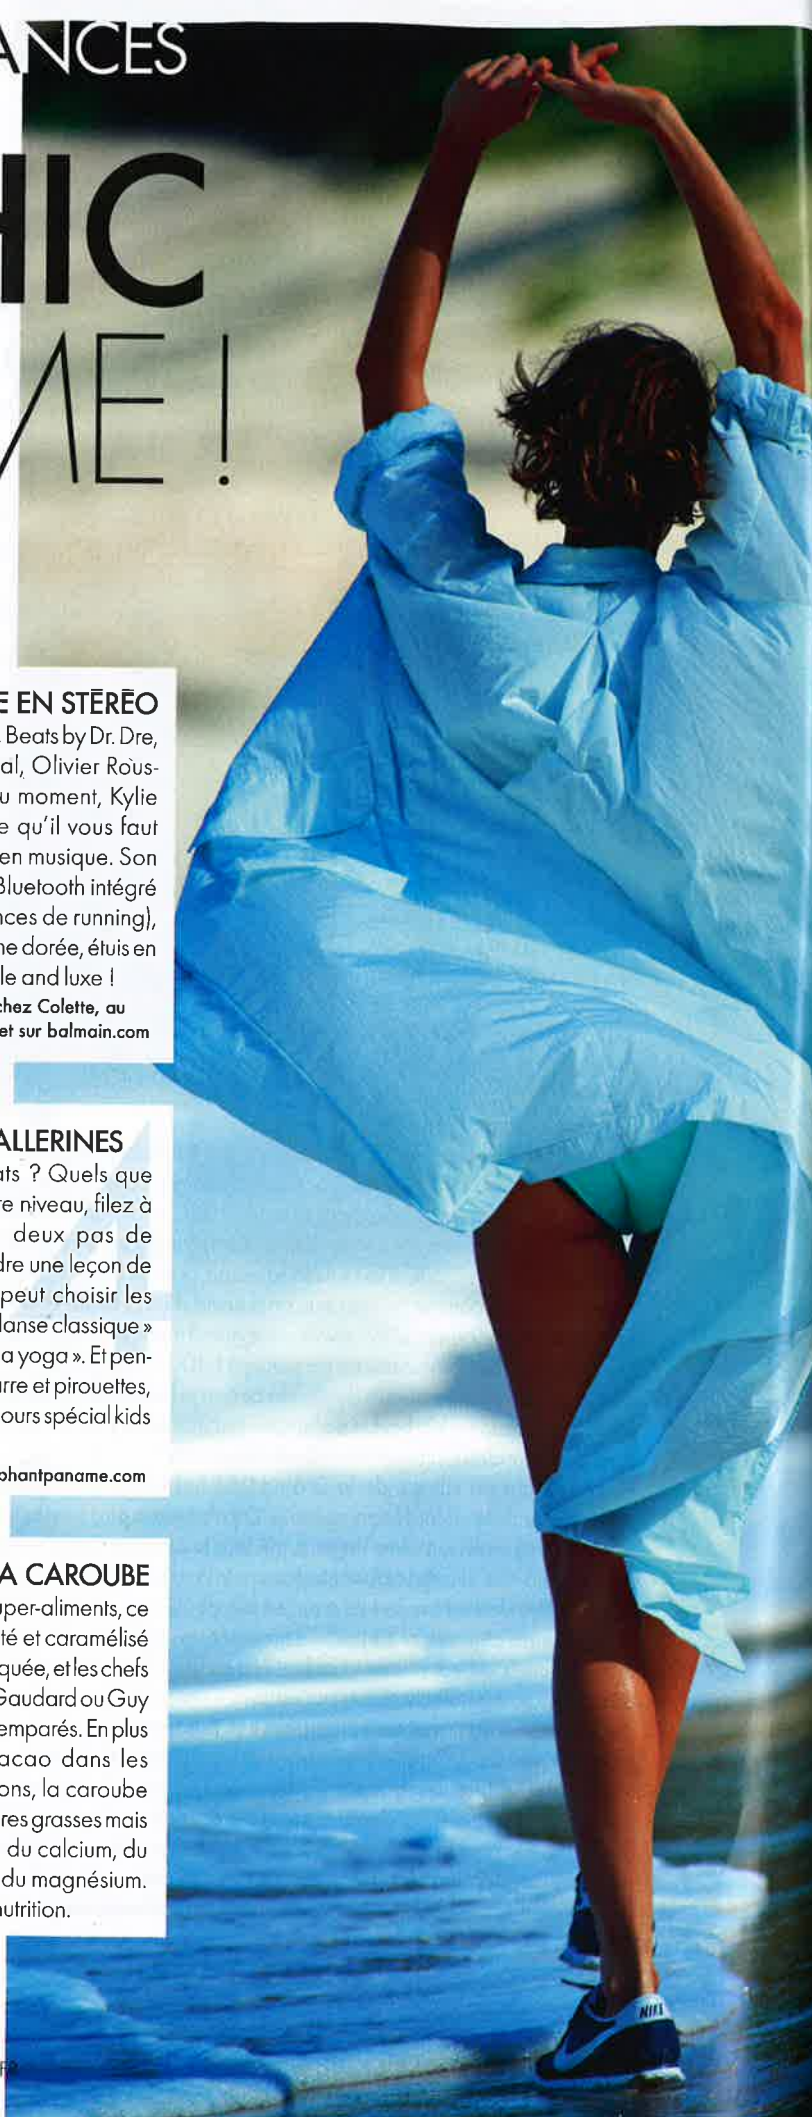 ANCES
HIC
ME !
E EN STĒRĒO
Beats by Dr. Dre,
al, Olivier Rous-
u moment, Kylie
e qu'il vous faut
en musique. Son
Bluetooth intégré
nces de running),
ne dorée, étuis en
le and luxe !
chez Colette, au
et sur balmain.com
ALLERINES
ats ? Quels que
re niveau, filez à
deux pas de
dre une leçon de
peut choisir les
danse classique »
a yoga ». Et pen-
rre et pirouettes,
ours spécial kids
phantpaname.com
A CAROUBE
uper-aliments, ce
té et caramélisé
quée, et les chefs
Gaudard ou Guy
emparés. En plus
acao dans les
ons, la caroube
res grasses mais
du calcium, du
du magnésium.
nutrition.
NIKE